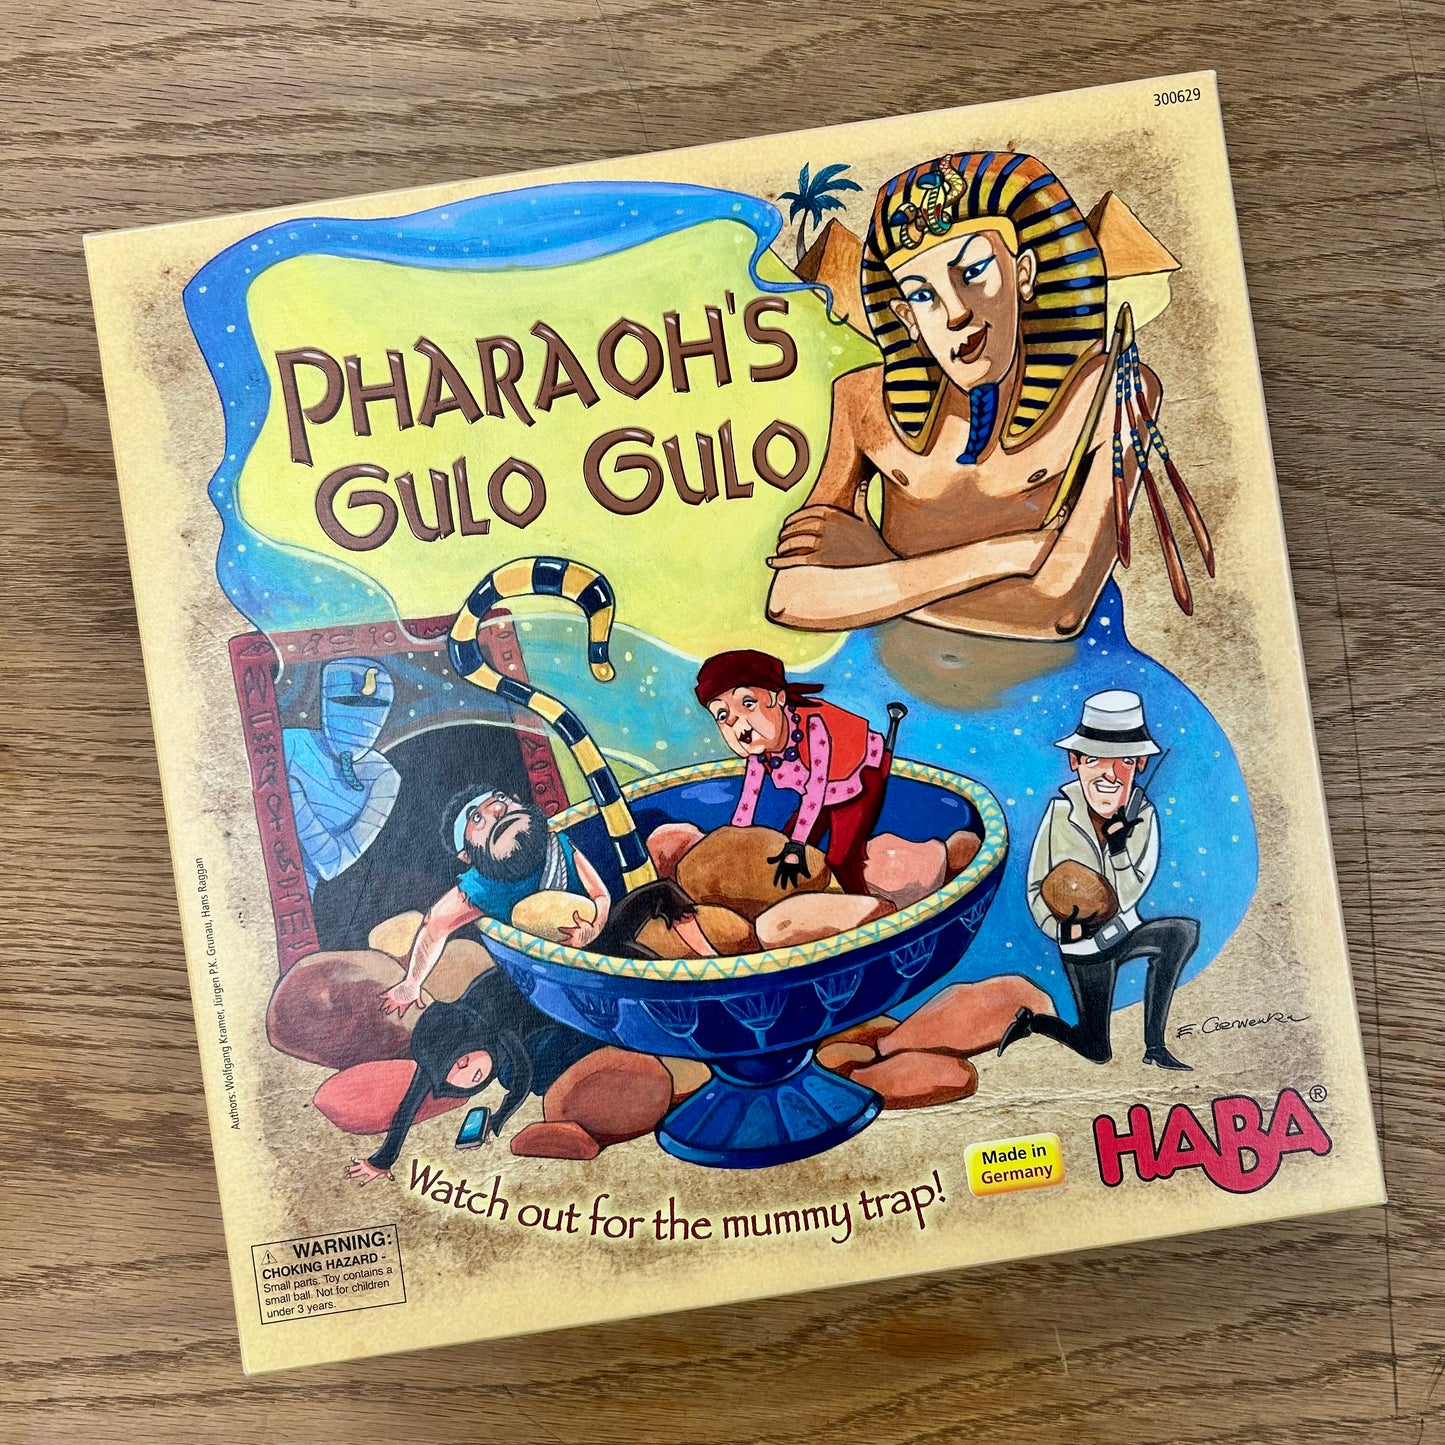 300629
PHARAOH'S
GULO GULO
Authors: Wolfgang Kramer, Jürgen P.K. Grunau, Hans Raggan
E. Czerwenka
Made in
Germany
HABA®
Watch out for the mummy trap!
WARNING:
CHOKING HAZARD -
Small parts. Toy contains a
small ball. Not for children
under 3 years.